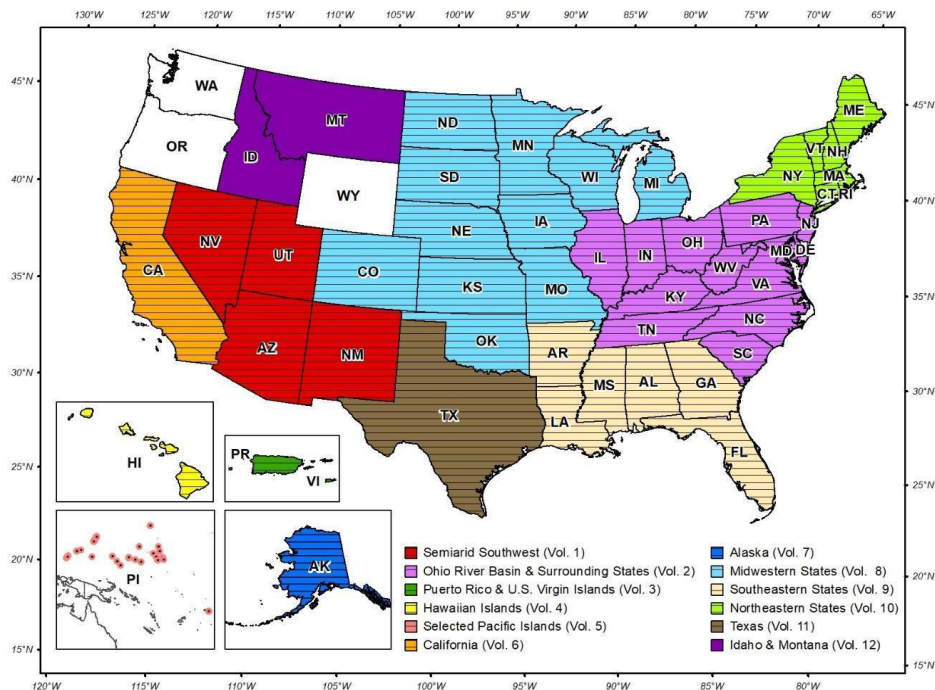 130°W 125°W 120°W 115°W 110°W 105°W 100°W 95°W 90°W 85°W 80°W 75°W 70°W 65°W
45°N
40°N
35°N
30°N
25°N
20°N
15°N
45°N
40°N
35°N
30°N
25°N
20°N
15°N
WA
OR
ID
MT
WY
ND
SD
MN
WI
MI
ME
VT
NH
NY
MA
CT
RI
NV
UT
CA
CO
NE
KS
IA
MO
IL
IN
OH
PA
NJ
MD
DE
WV
VA
KY
TN
NC
SC
AZ
NM
OK
TX
AR
LA
MS
AL
GA
FL
HI
PR
VI
PI
AK
Semiarid Southwest (Vol. 1)
Ohio River Basin & Surrounding States (Vol. 2)
Puerto Rico & U.S. Virgin Islands (Vol. 3)
Hawaiian Islands (Vol. 4)
Selected Pacific Islands (Vol. 5)
California (Vol. 6)
Alaska (Vol. 7)
Midwestern States (Vol. 8)
Southeastern States (Vol. 9)
Northeastern States (Vol. 10)
Texas (Vol. 11)
Idaho & Montana (Vol. 12)
120°W 115°W 110°W 105°W 100°W 95°W 90°W 85°W 80°W